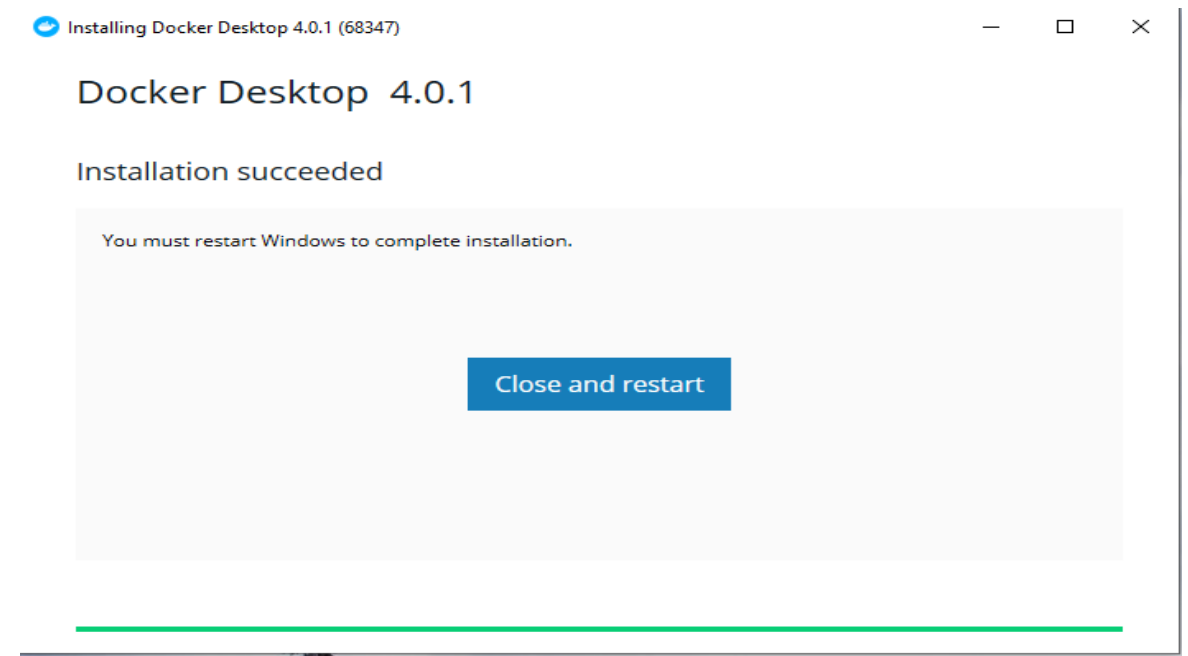 Installing Docker Desktop 4.0.1 (68347)
Docker Desktop 4.0.1
Installation succeeded
You must restart Windows to complete installation.
Close and restart